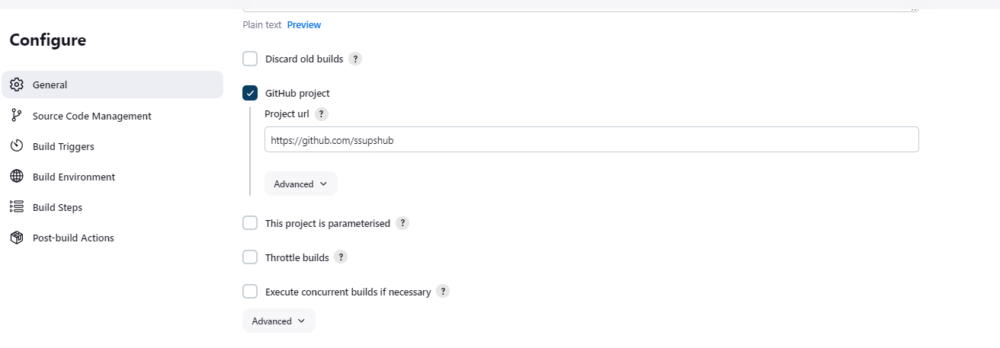 Plain text Preview
Configure
Discard old builds ?
General
GitHub project
Project url ?
Source Code Management
https://github.com/ssupshub
Build Triggers
Build Environment
Advanced
Build Steps
This project is parameterised ?
Post-build Actions
Throttle builds ?
Execute concurrent builds if necessary ?
Advanced